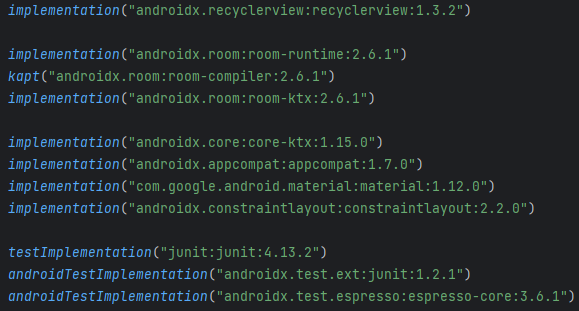 implementation("androidx.recyclerview:recyclerview:1.3.2")
implementation("androidx.room:room-runtime:2.6.1")
kapt("androidx.room:room-compiler:2.6.1")
implementation("androidx.room:room-ktx:2.6.1")
implementation("androidx.core:core-ktx:1.15.0")
implementation("androidx.appcompat:appcompat:1.7.0")
implementation("com.google.android.material:material:1.12.0")
implementation("androidx.constraintlayout:constraintlayout:2.2.0")
testImplementation("junit:junit:4.13.2")
androidTestImplementation("androidx.test.ext:junit:1.2.1")
androidTestImplementation("androidx.test.espresso:espresso-core:3.6.1")